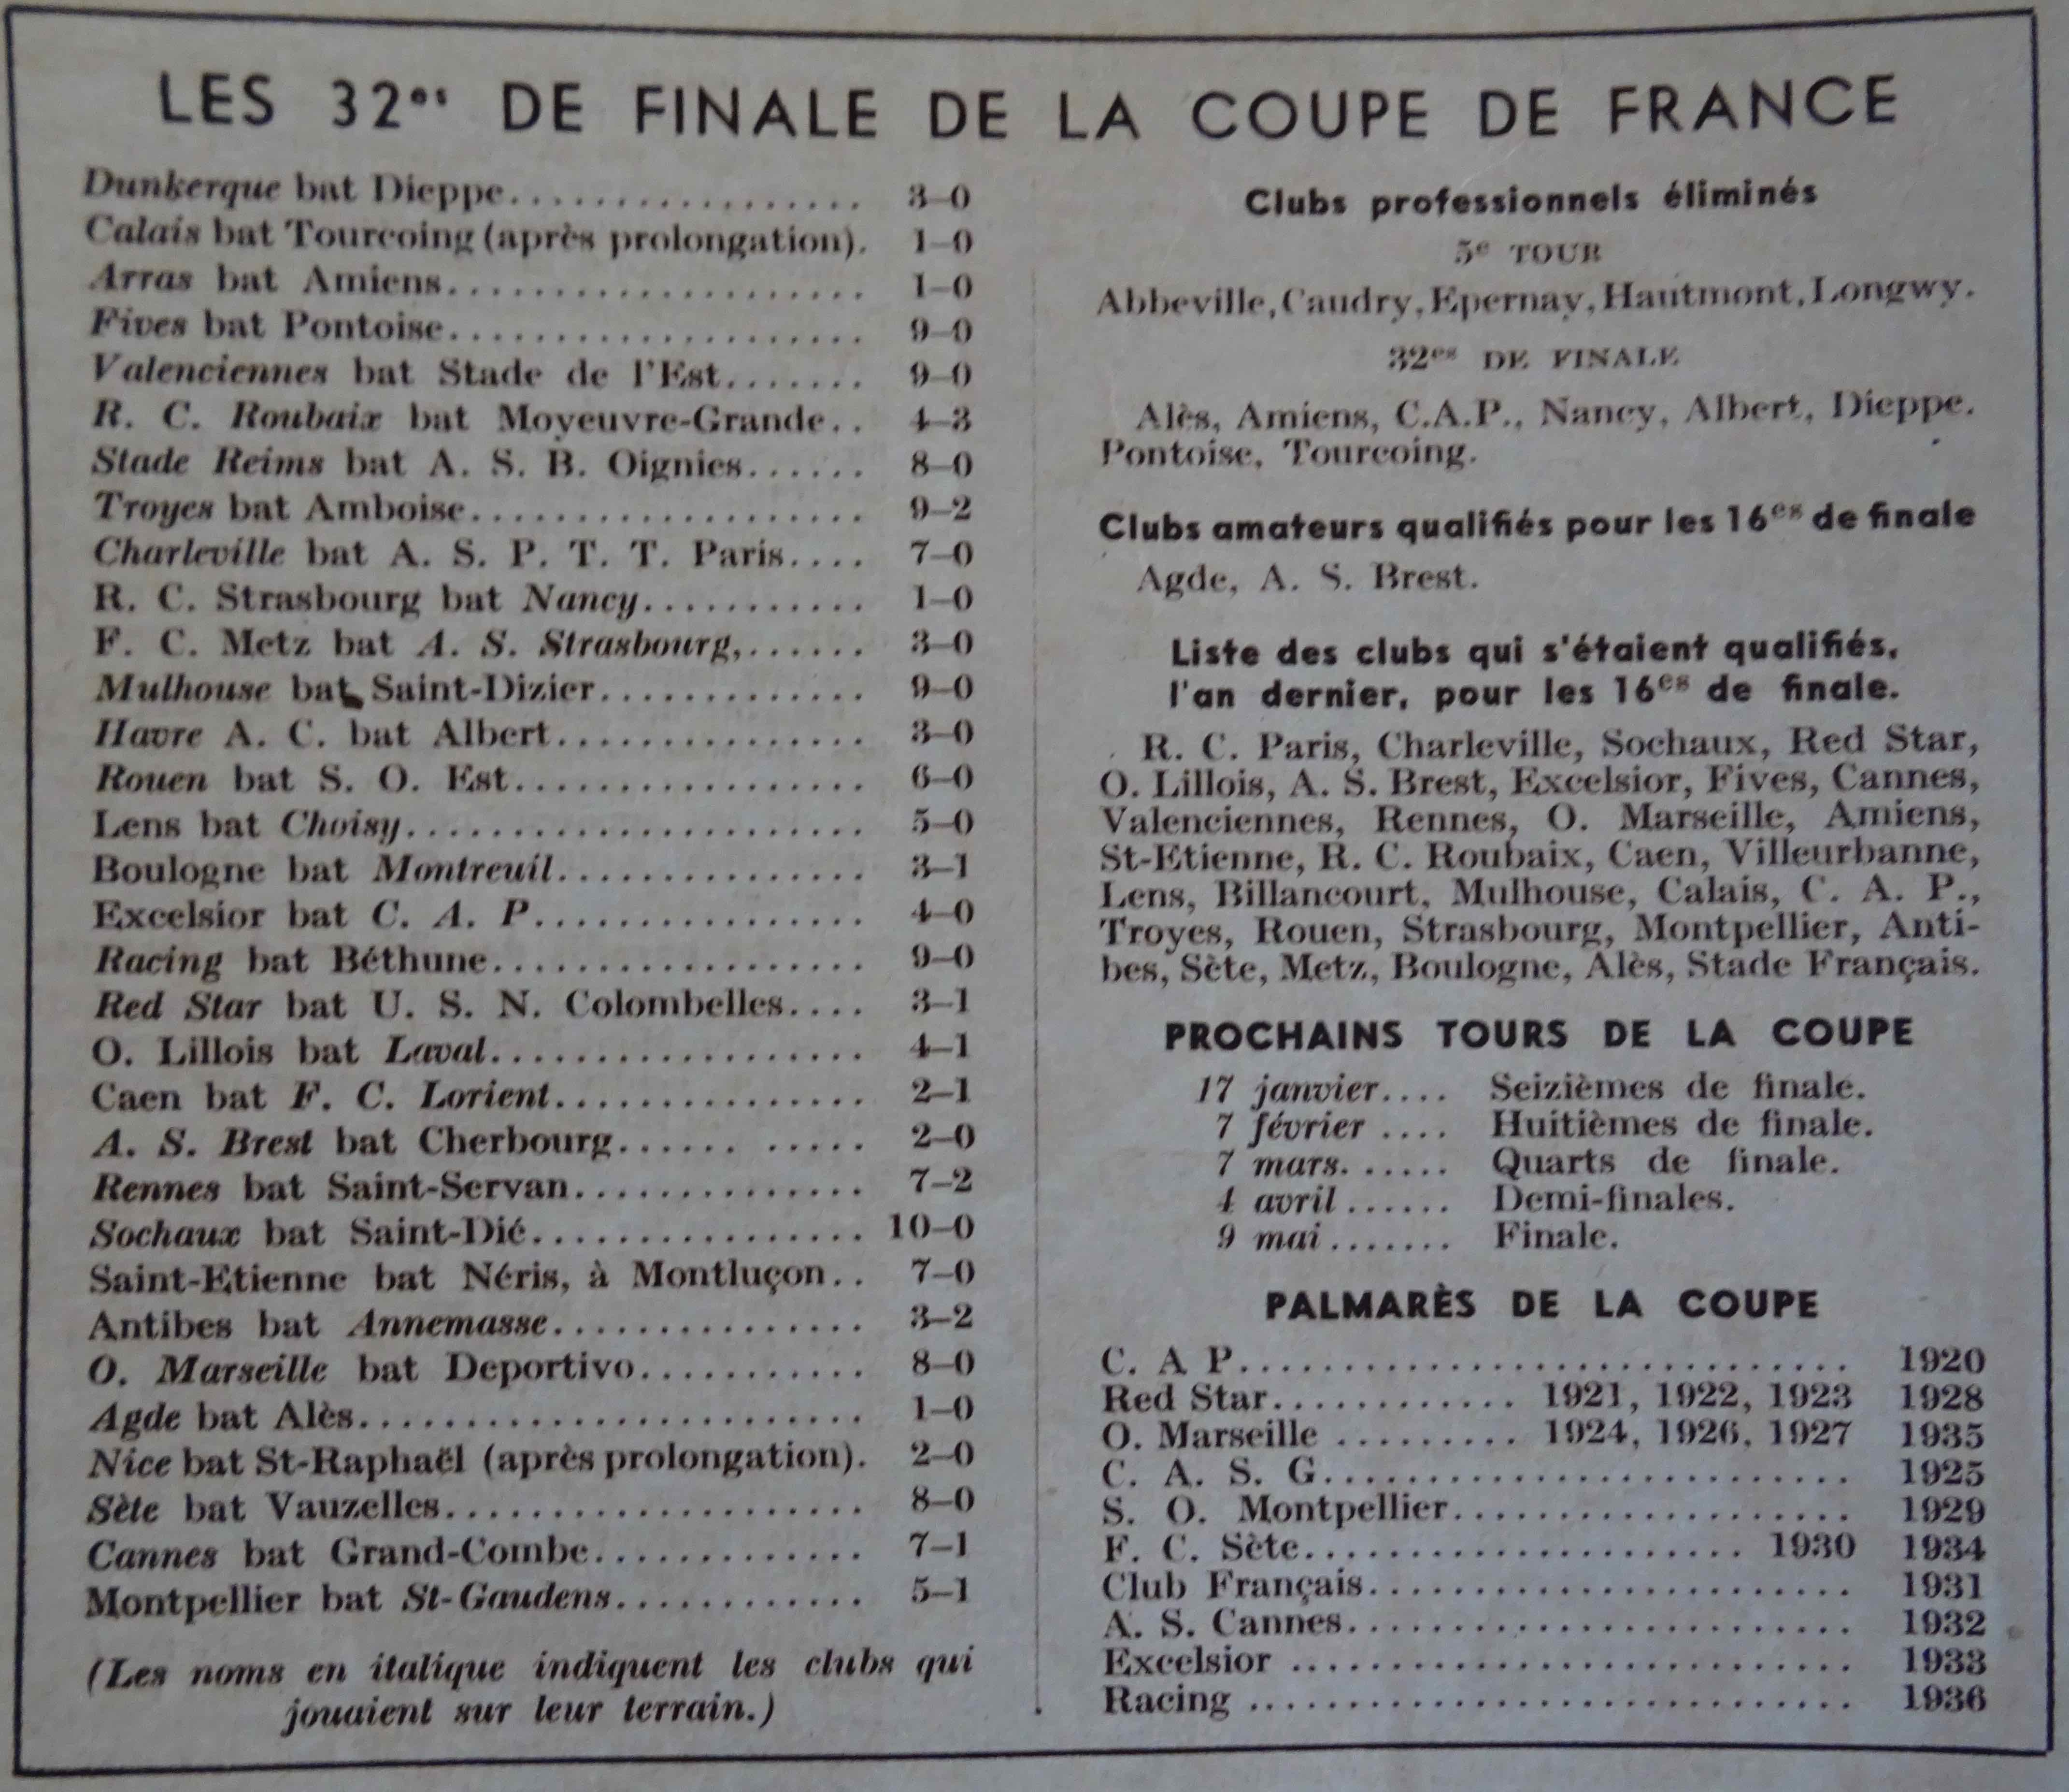 LES 32es DE FINALE DE LA COUPE DE FRANCE
Dunkerque bat Dieppe.................. 3–0
Calais bat Tourcoing (après prolongation). 1–0
Arras bat Amiens..................... 1–0
Fives bat Pontoise..................... 9–0
Valenciennes bat Stade de l'Est....... 9–0
R. C. Roubaix bat Moyeuvre-Grande.. 4–3
Stade Reims bat A. S. B. Oignies...... 8–0
Troyes bat Amboise.................... 9–2
Charleville bat A. S. P. T. T. Paris.... 7–0
R. C. Strasbourg bat Nancy........... 1–0
F. C. Metz bat A. S. Strasbourg,...... 3–0
Mulhouse bat Saint-Dizier............. 9–0
Havre A. C. bat Albert............... 3–0
Rouen bat S. O. Est................. 6–0
Lens bat Choisy...................... 5–0
Boulogne bat Montreuil............... 3–1
Excelsior bat C. A. P................ 4–0
Racing bat Béthune.................. 9–0
Red Star bat U. S. N. Colombelles.... 3–1
O. Lillois bat Laval.................. 4–1
Caen bat F. C. Lorient............... 2–1
A. S. Brest bat Cherbourg...... ..... 2–0
Rennes bat Saint-Servan.............. 7–2
Sochaux bat Saint-Dié................ 10–0
Saint-Etienne bat Néris, à Montluçon.. 7–0
Antibes bat Annemasse............... 3–2
O. Marseille bat Deportivo........... 8–0
Agde bat Alès........................ 1–0
Nice bat St-Raphaël (après prolongation). 2–0
Sète bat Vauzelles.................... 8–0
Cannes bat Grand-Combe............. 7–1
Montpellier bat St-Gaudens............ 5–1
(Les noms en italique indiquent les clubs qui
jouaient sur leur terrain.)
Clubs professionnels éliminés
5e TOUR
Abbeville, Caudry, Epernay, Hautmont, Longwy.
32es DE FINALE
Alès, Amiens, C.A.P., Nancy, Albert, Dieppe.
Pontoise, Tourcoing.
Clubs amateurs qualifiés pour les 16es de finale
Agde, A. S. Brest.
Liste des clubs qui s'étaient qualifiés,
l'an dernier, pour les 16es de finale.
R. C. Paris, Charleville, Sochaux, Red Star,
O. Lillois, A. S. Brest, Excelsior, Fives, Cannes,
Valenciennes, Rennes, O. Marseille, Amiens,
St-Etienne, R. C. Roubaix, Caen, Villeurbanne,
Lens, Billancourt, Mulhouse, Calais, C. A. P.,
Troyes, Rouen, Strasbourg, Montpellier, Anti-
bes, Sète, Metz, Boulogne, Alès, Stade Français.
PROCHAINS TOURS DE LA COUPE
17 janvier.... Seizièmes de finale.
7 février .... Huitièmes de finale.
7 mars. ..... Quarts de finale.
4 avril ...... Demi-finales.
9 mai ....... Finale.
PALMARÈS DE LA COUPE
C. A P.............................. 1920
Red Star............. 1921, 1922, 1923 1928
O. Marseille ......... 1924, 1926, 1927 1935
C. A. S. G.......................... 1925
S. O. Montpellier................... 1929
F. C. Sète...................... 1930 1934
Club Français....................... 1931
A. S. Cannes........................ 1932
Excelsior ........................... 1933
Racing ............................. 1936